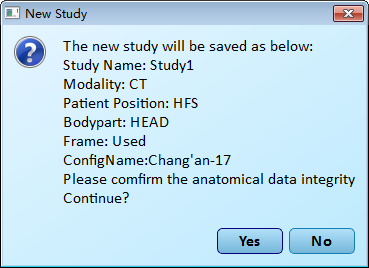 New Study
The new study will be saved as below:
Study Name: Study1
Modality: CT
Patient Position: HFS
Bodypart: HEAD
Frame: Used
ConfigName:Chang'an-17
Please comfirm the anatomical data integrity
Continue?
Yes No